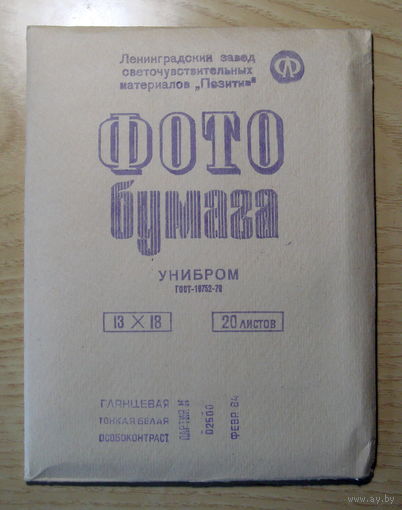 Ленинградский завод
светочувствительных
материалов „Позитив"
ФОТО
бумага
УНИБРОМ
ГОСТ-10752-79
13 X 18
20 листов
ГЛЯНЦЕВАЯ
ТОНКАЯ БЕЛАЯ
ОСОБОКОНТРАСТ
ПАРТИЯ №
02500
ФЕВР 84
www.ay.by